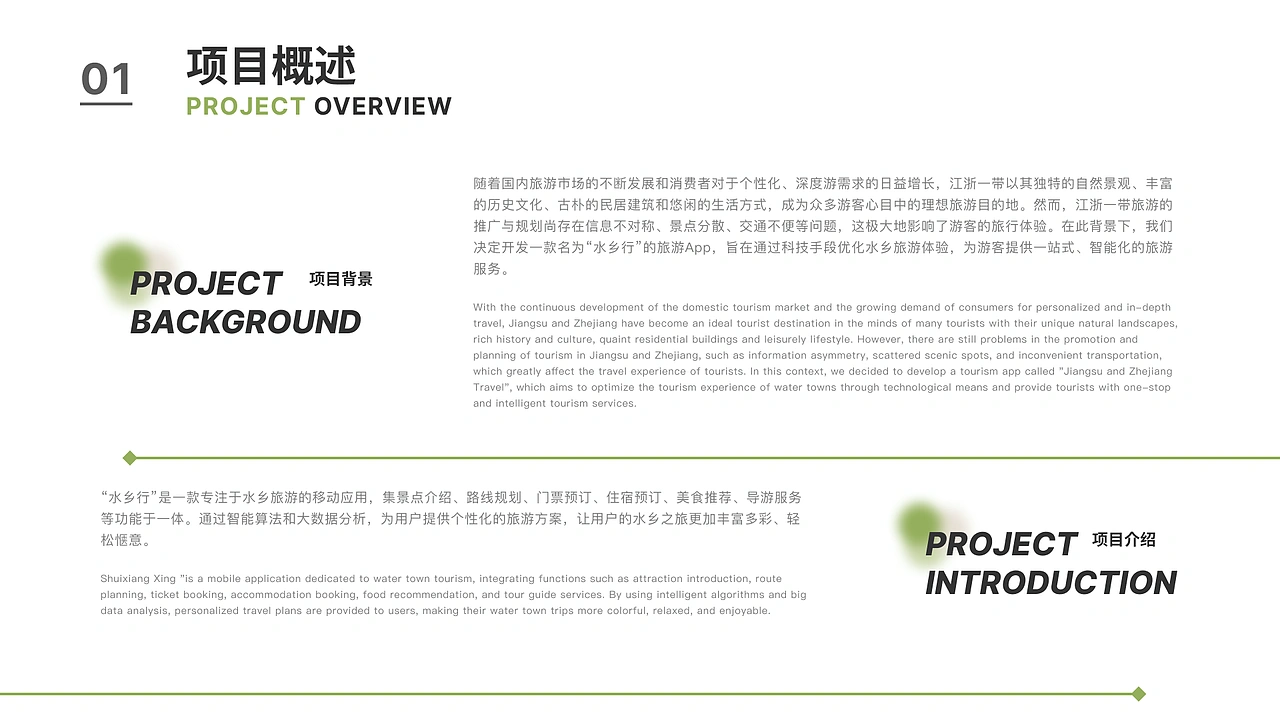 01
项目概述
PROJECT OVERVIEW
PROJECT 项目背景
BACKGROUND
随着国内旅游市场的不断发展和消费者对于个性化、深度游需求的日益增长，江浙一带以其独特的自然景观、丰富
的历史文化、古朴的民居建筑和悠闲的生活方式，成为众多游客心目中的理想旅游目的地。然而，江浙一带旅游的
推广与规划尚存在信息不对称、景点分散、交通不便等问题，这极大地影响了游客的旅行体验。在此背景下，我们
决定开发一款名为“水乡行”的旅游App，旨在通过科技手段优化水乡旅游体验，为游客提供一站式、智能化的旅游
服务。
With the continuous development of the domestic tourism market and the growing demand of consumers for personalized and in-depth
travel, Jiangsu and Zhejiang have become an ideal tourist destination in the minds of many tourists with their unique natural landscapes,
rich history and culture, quaint residential buildings and leisurely lifestyle. However, there are still problems in the promotion and
planning of tourism in Jiangsu and Zhejiang, such as information asymmetry, scattered scenic spots, and inconvenient transportation,
which greatly affect the travel experience of tourists. In this context, we decided to develop a tourism app called "Jiangsu and Zhejiang
Travel", which aims to optimize the tourism experience of water towns through technological means and provide tourists with one-stop
and intelligent tourism services.
“水乡行”是一款专注于水乡旅游的移动应用，集景点介绍、路线规划、门票预订、住宿预订、美食推荐、导游服务
等功能于一体。通过智能算法和大数据分析，为用户提供个性化的旅游方案，让用户的水乡之旅更加丰富多彩、轻
松惬意。
Shuixiang Xing "is a mobile application dedicated to water town tourism, integrating functions such as attraction introduction, route
planning, ticket booking, accommodation booking, food recommendation, and tour guide services. By using intelligent algorithms and big
data analysis, personalized travel plans are provided to users, making their water town trips more colorful, relaxed, and enjoyable.
PROJECT 项目介绍
INTRODUCTION